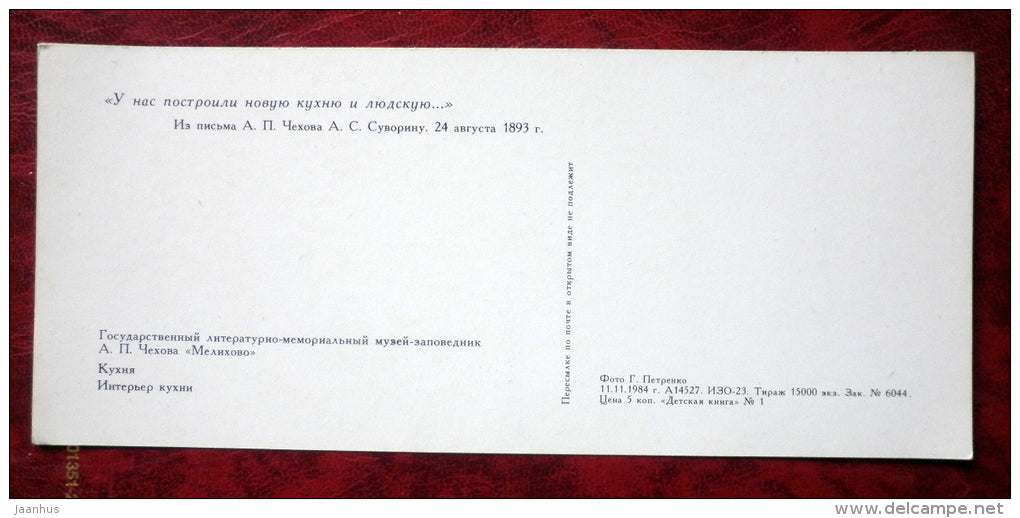 «У нас построили новую кухню и людскую...»
Из письма А. П. Чехова А. С. Суворину. 24 августа 1893 г.
Государственный литературно-мемориальный музей-заповедник
А. П. Чехова «Мелихово»
Кухня
Интерьер кухни
Пересылке по почте в открытом виде не подлежит
Фото Г. Петренко
11.11.1984 г. А14527. ИЗО-23. Тираж 15000 экз. Зак. № 6044.
Цена 5 коп. «Детская книга» № 1
jaanhus
delcampe.net